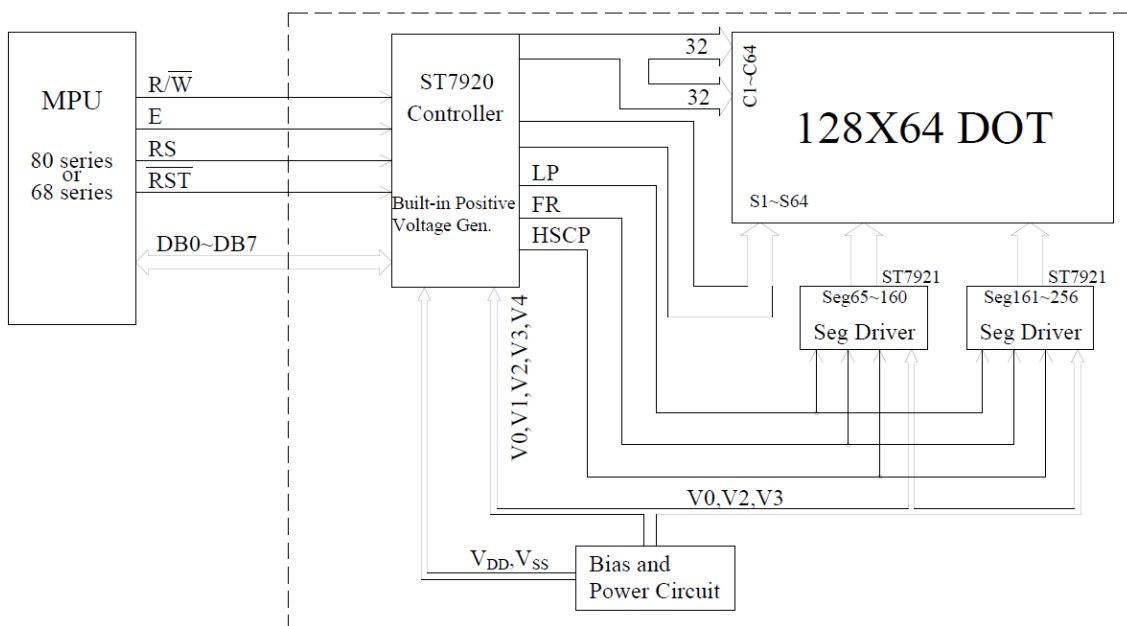 MPU
80 series
or
68 series
R/W̅
E
RS
R̅S̅T̅
DB0~DB7
ST7920
Controller
Built-in Positive
Voltage Gen.
LP
FR
HSCP
32
32
C1~C64
128X64 DOT
S1~S64
ST7921
Seg65~160
Seg Driver
ST7921
Seg161~256
Seg Driver
V0,V1,V2,V3,V4
V0,V2,V3
VDD,VSS
Bias and
Power Circuit